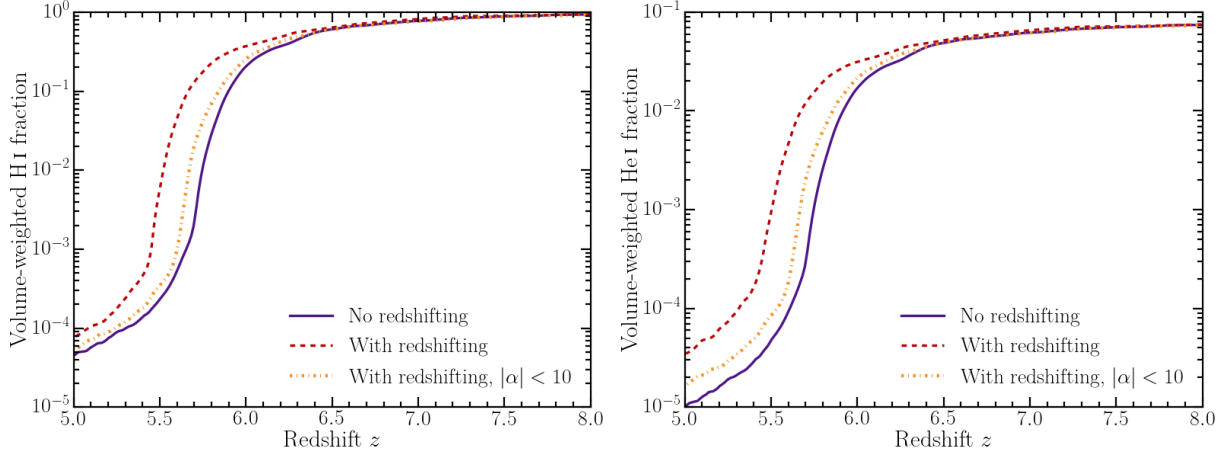 10⁰
10⁻¹
10⁻²
10⁻³
10⁻⁴
10⁻⁵
Volume-weighted H I fraction
No redshifting
With redshifting
With redshifting, |α| < 10
5.0 5.5 6.0 6.5 7.0 7.5 8.0
Redshift z
10⁻¹
10⁻²
10⁻³
10⁻⁴
10⁻⁵
Volume-weighted He I fraction
No redshifting
With redshifting
With redshifting, |α| < 10
5.0 5.5 6.0 6.5 7.0 7.5 8.0
Redshift z